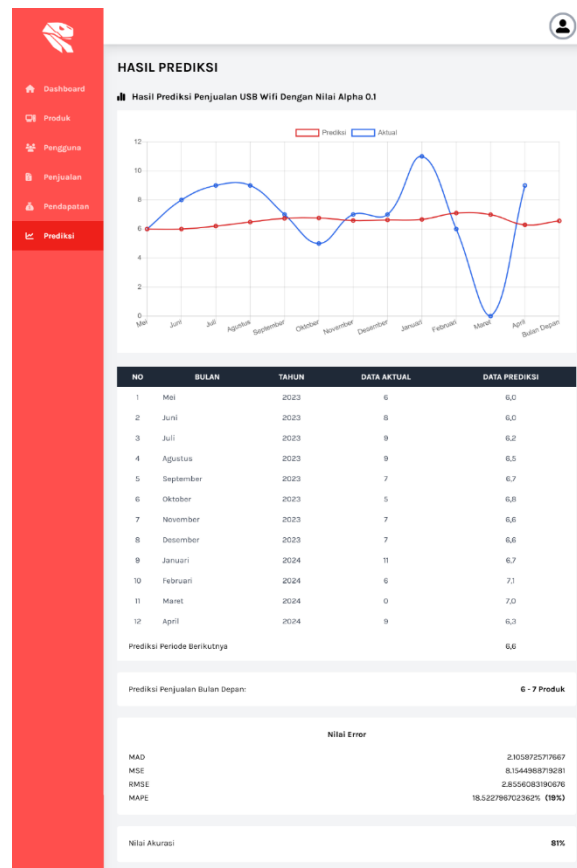 HASIL PREDIKSI
Dashboard
Produk
Pengguna
Penjualan
Pendapatan
Prediksi
Hasil Prediksi Penjualan USB Wifi Dengan Nilai Alpha 0.1
Prediksi Aktual
12
10
8
6
4
2
0
Mei Juni Juli Agustus September Oktober November Desember Januari Februari Maret April Bulan Depan
NO BULAN TAHUN DATA AKTUAL DATA PREDIKSI
1 Mei 2023 6 6,0
2 Juni 2023 8 6,0
3 Juli 2023 9 6,2
4 Agustus 2023 9 6,5
5 September 2023 7 6,7
6 Oktober 2023 5 6,8
7 November 2023 7 6,6
8 Desember 2023 7 6,6
9 Januari 2024 11 6,7
10 Februari 2024 6 7,1
11 Maret 2024 0 7,0
12 April 2024 9 6,3
Prediksi Periode Berikutnya 6,6
Prediksi Penjualan Bulan Depan: 6 - 7 Produk
Nilai Error
MAD 2.1059725717667
MSE 8.1544988719281
RMSE 2.8556083190676
MAPE 18.522796702362% (19%)
Nilai Akurasi 81%